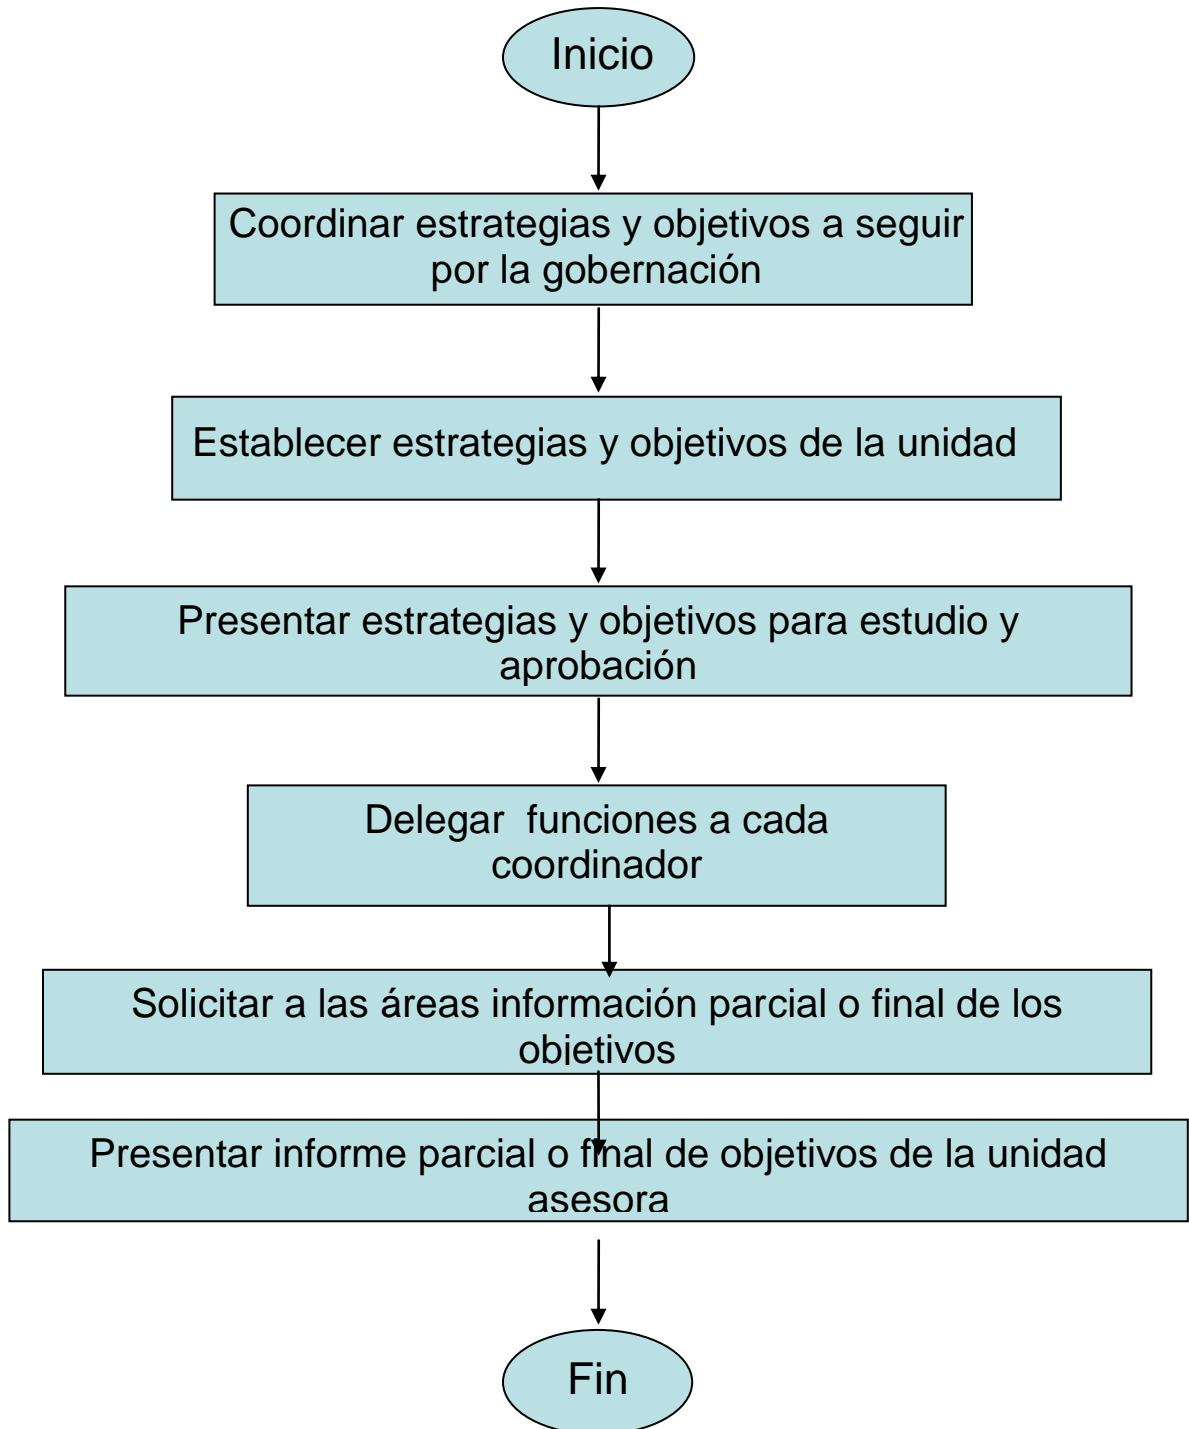 Inicio
Coordinar estrategias y objetivos a seguir
por la gobernación
Establecer estrategias y objetivos de la unidad
Presentar estrategias y objetivos para estudio y
aprobación
Delegar funciones a cada
coordinador
Solicitar a las áreas información parcial o final de los
objetivos
Presentar informe parcial o final de objetivos de la unidad
asesora
Fin